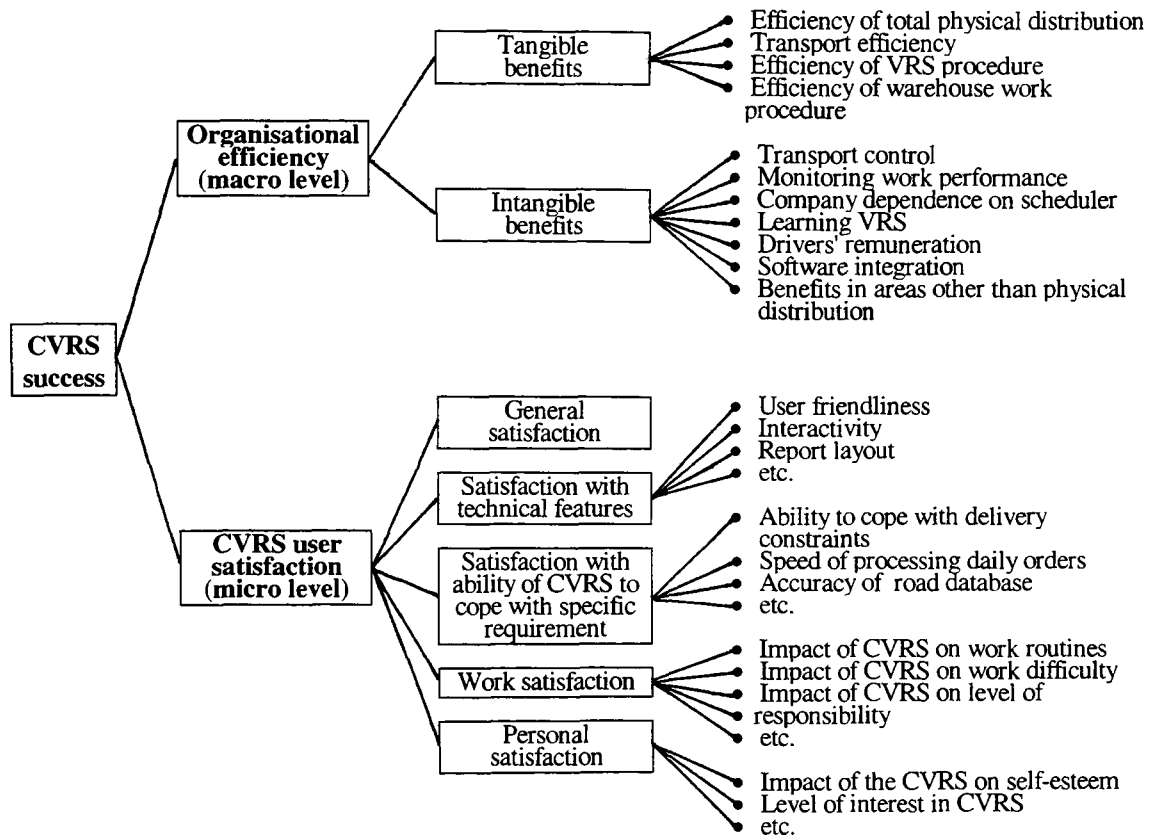 CVRS
success
Organisational
efficiency
(macro level)
Tangible
benefits
Efficiency of total physical distribution
Transport efficiency
Efficiency of VRS procedure
Efficiency of warehouse work
procedure
Intangible
benefits
Transport control
Monitoring work performance
Company dependence on scheduler
Learning VRS
Drivers' remuneration
Software integration
Benefits in areas other than physical
distribution
CVRS user
satisfaction
(micro level)
General
satisfaction
Satisfaction with
technical features
User friendliness
Interactivity
Report layout
etc.
Satisfaction with
ability of CVRS to
cope with specific
requirement
Ability to cope with delivery
constraints
Speed of processing daily orders
Accuracy of road database
etc.
Work satisfaction
Impact of CVRS on work routines
Impact of CVRS on work difficulty
Impact of CVRS on level of
responsibility
etc.
Personal
satisfaction
Impact of the CVRS on self-esteem
Level of interest in CVRS
etc.